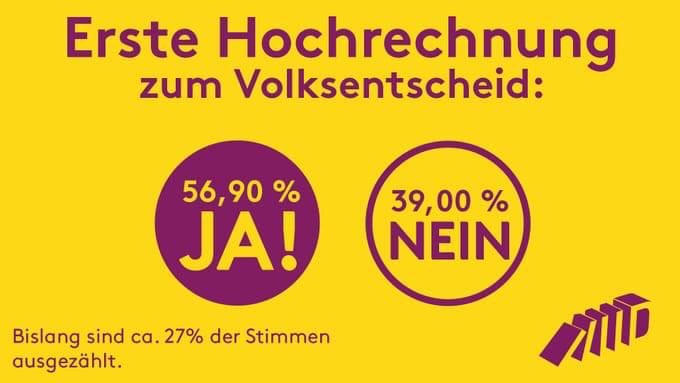 Erste Hochrechnung
zum Volksentscheid:
56,90 %
JA!
39,00 %
NEIN
Bislang sind ca. 27% der Stimmen
ausgezählt.